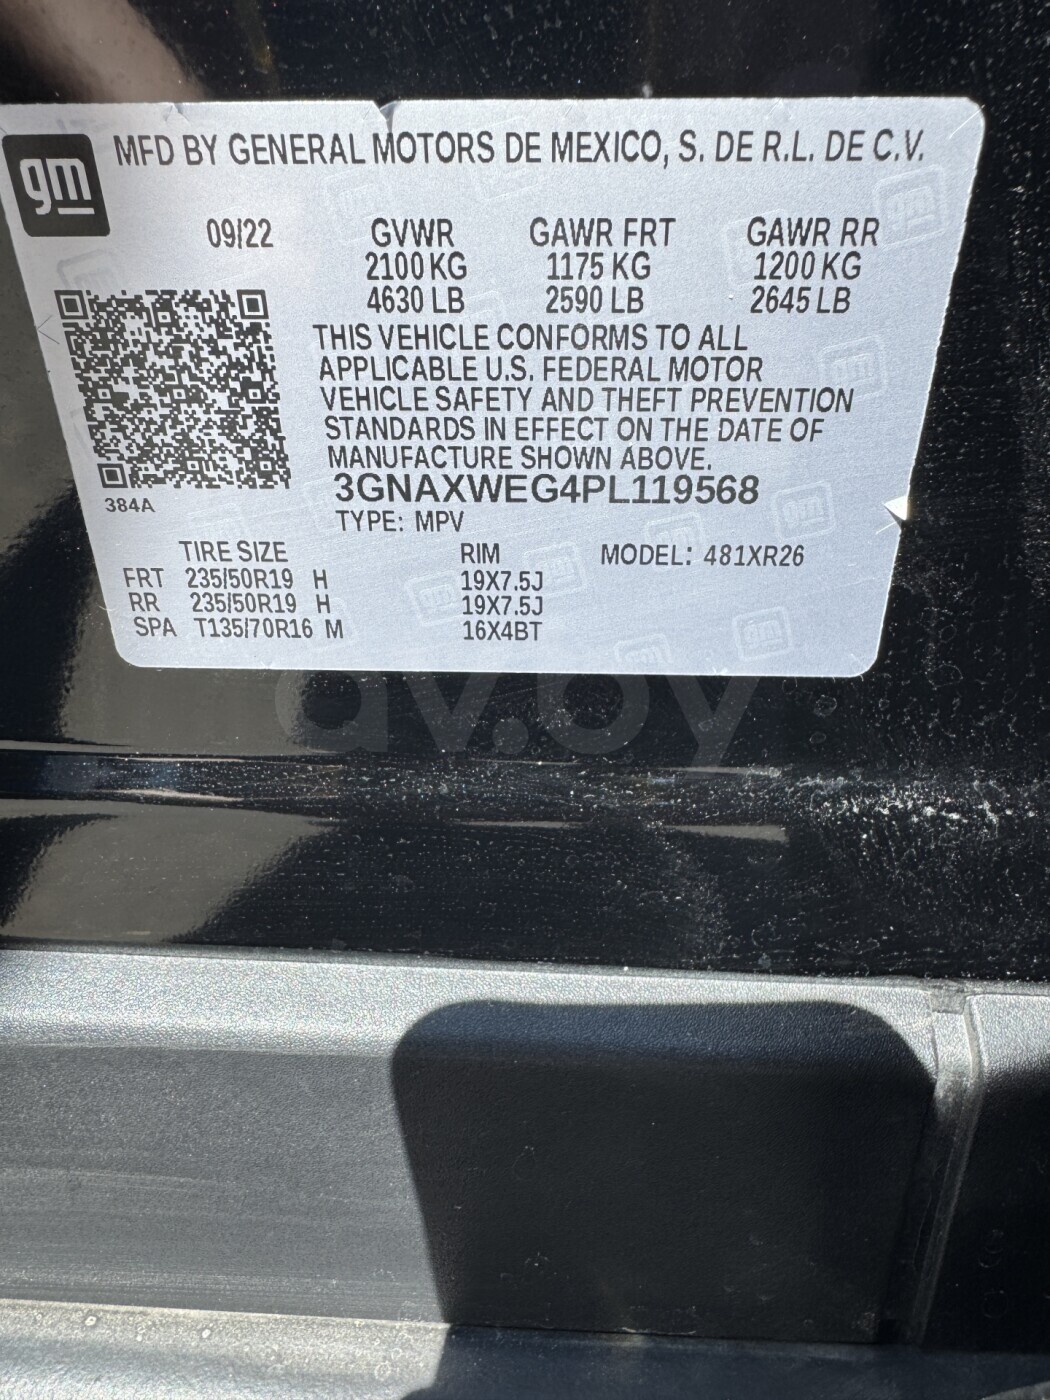 gm
MFD BY GENERAL MOTORS DE MEXICO, S. DE R.L. DE C.V.
09/22 GVWR GAWR FRT GAWR RR
2100 KG 1175 KG 1200 KG
4630 LB 2590 LB 2645 LB
THIS VEHICLE CONFORMS TO ALL
APPLICABLE U.S. FEDERAL MOTOR
VEHICLE SAFETY AND THEFT PREVENTION
STANDARDS IN EFFECT ON THE DATE OF
MANUFACTURE SHOWN ABOVE.
3GNAXWEG4PL119568
384A
TYPE: MPV
TIRE SIZE RIM MODEL: 481XR26
FRT 235/50R19 H 19X7.5J
RR 235/50R19 H 19X7.5J
SPA T135/70R16 M 16X4BT
av.by